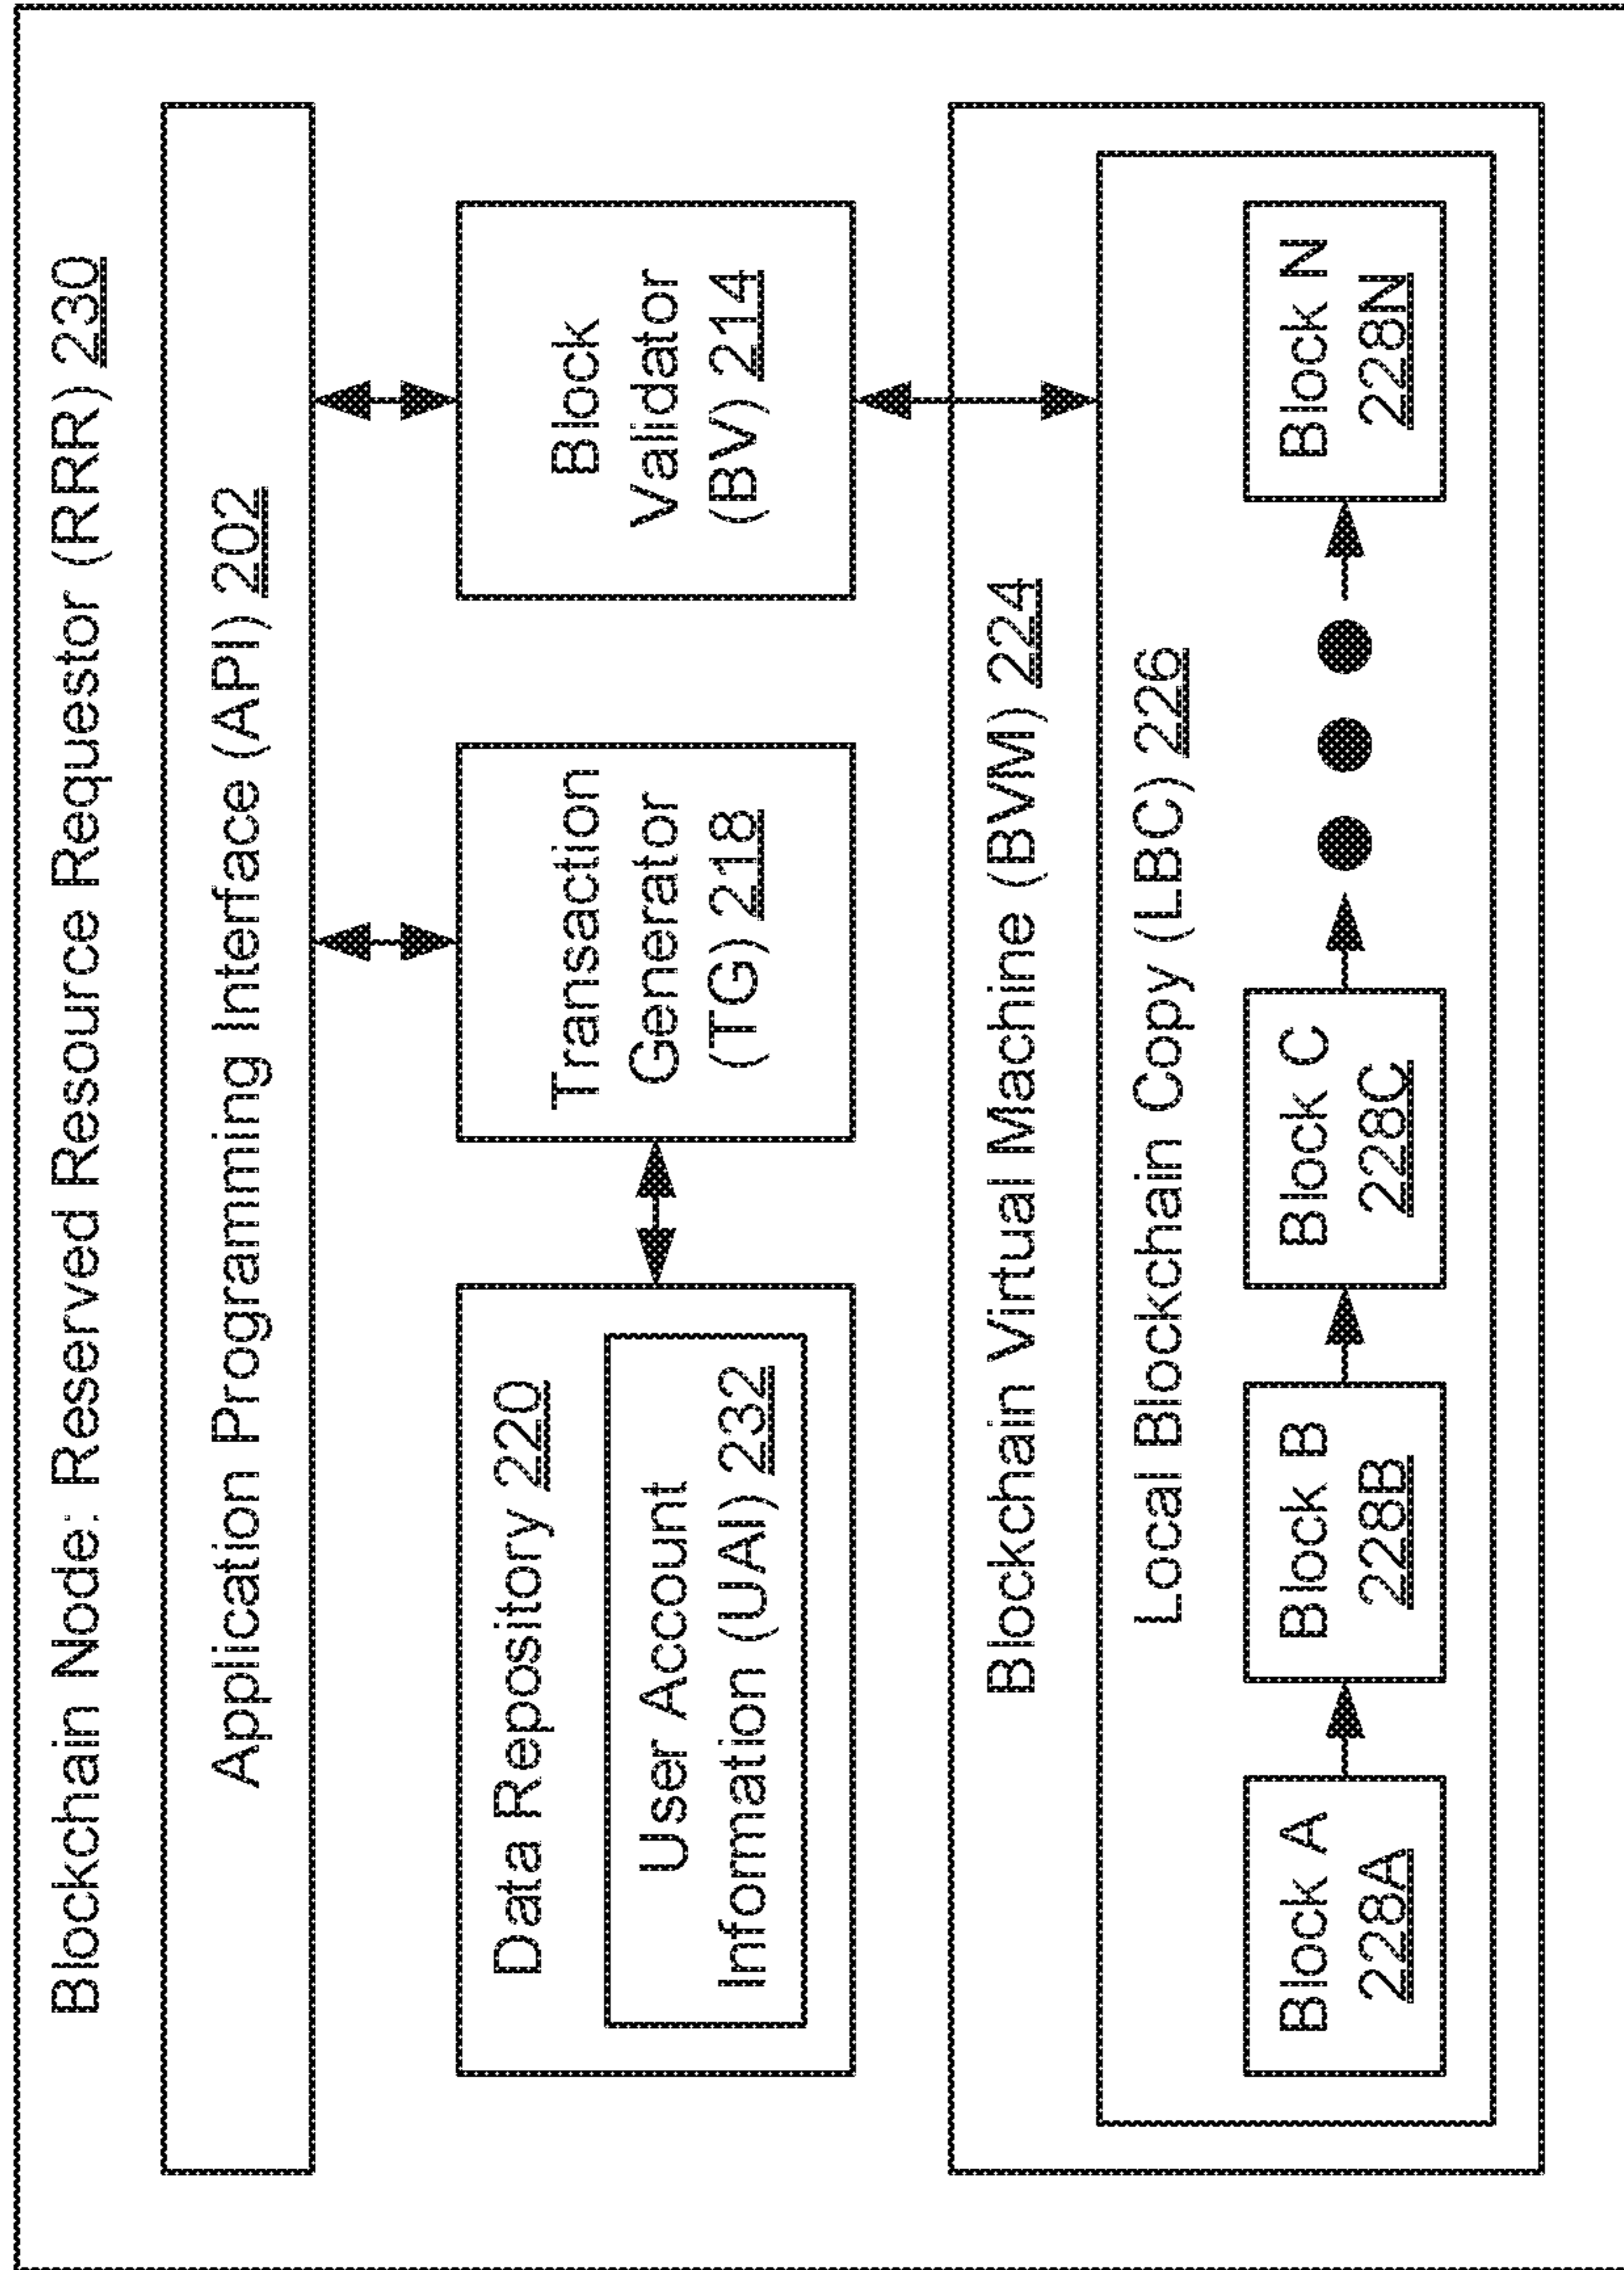 Blockchain Node: Reserved Resource Requestor (RRR) 230
Application Programming Interface (API) 202
Data Repository 220
User Account
Information (UAI) 232
Transaction
Generator
(TG) 218
Block
Validator
(BV) 214
Blockchain Virtual Machine (BVM) 224
Local Blockchain Copy (LBC) 226
Block A
228A
Block B
228B
Block C
228C
Block N
228N